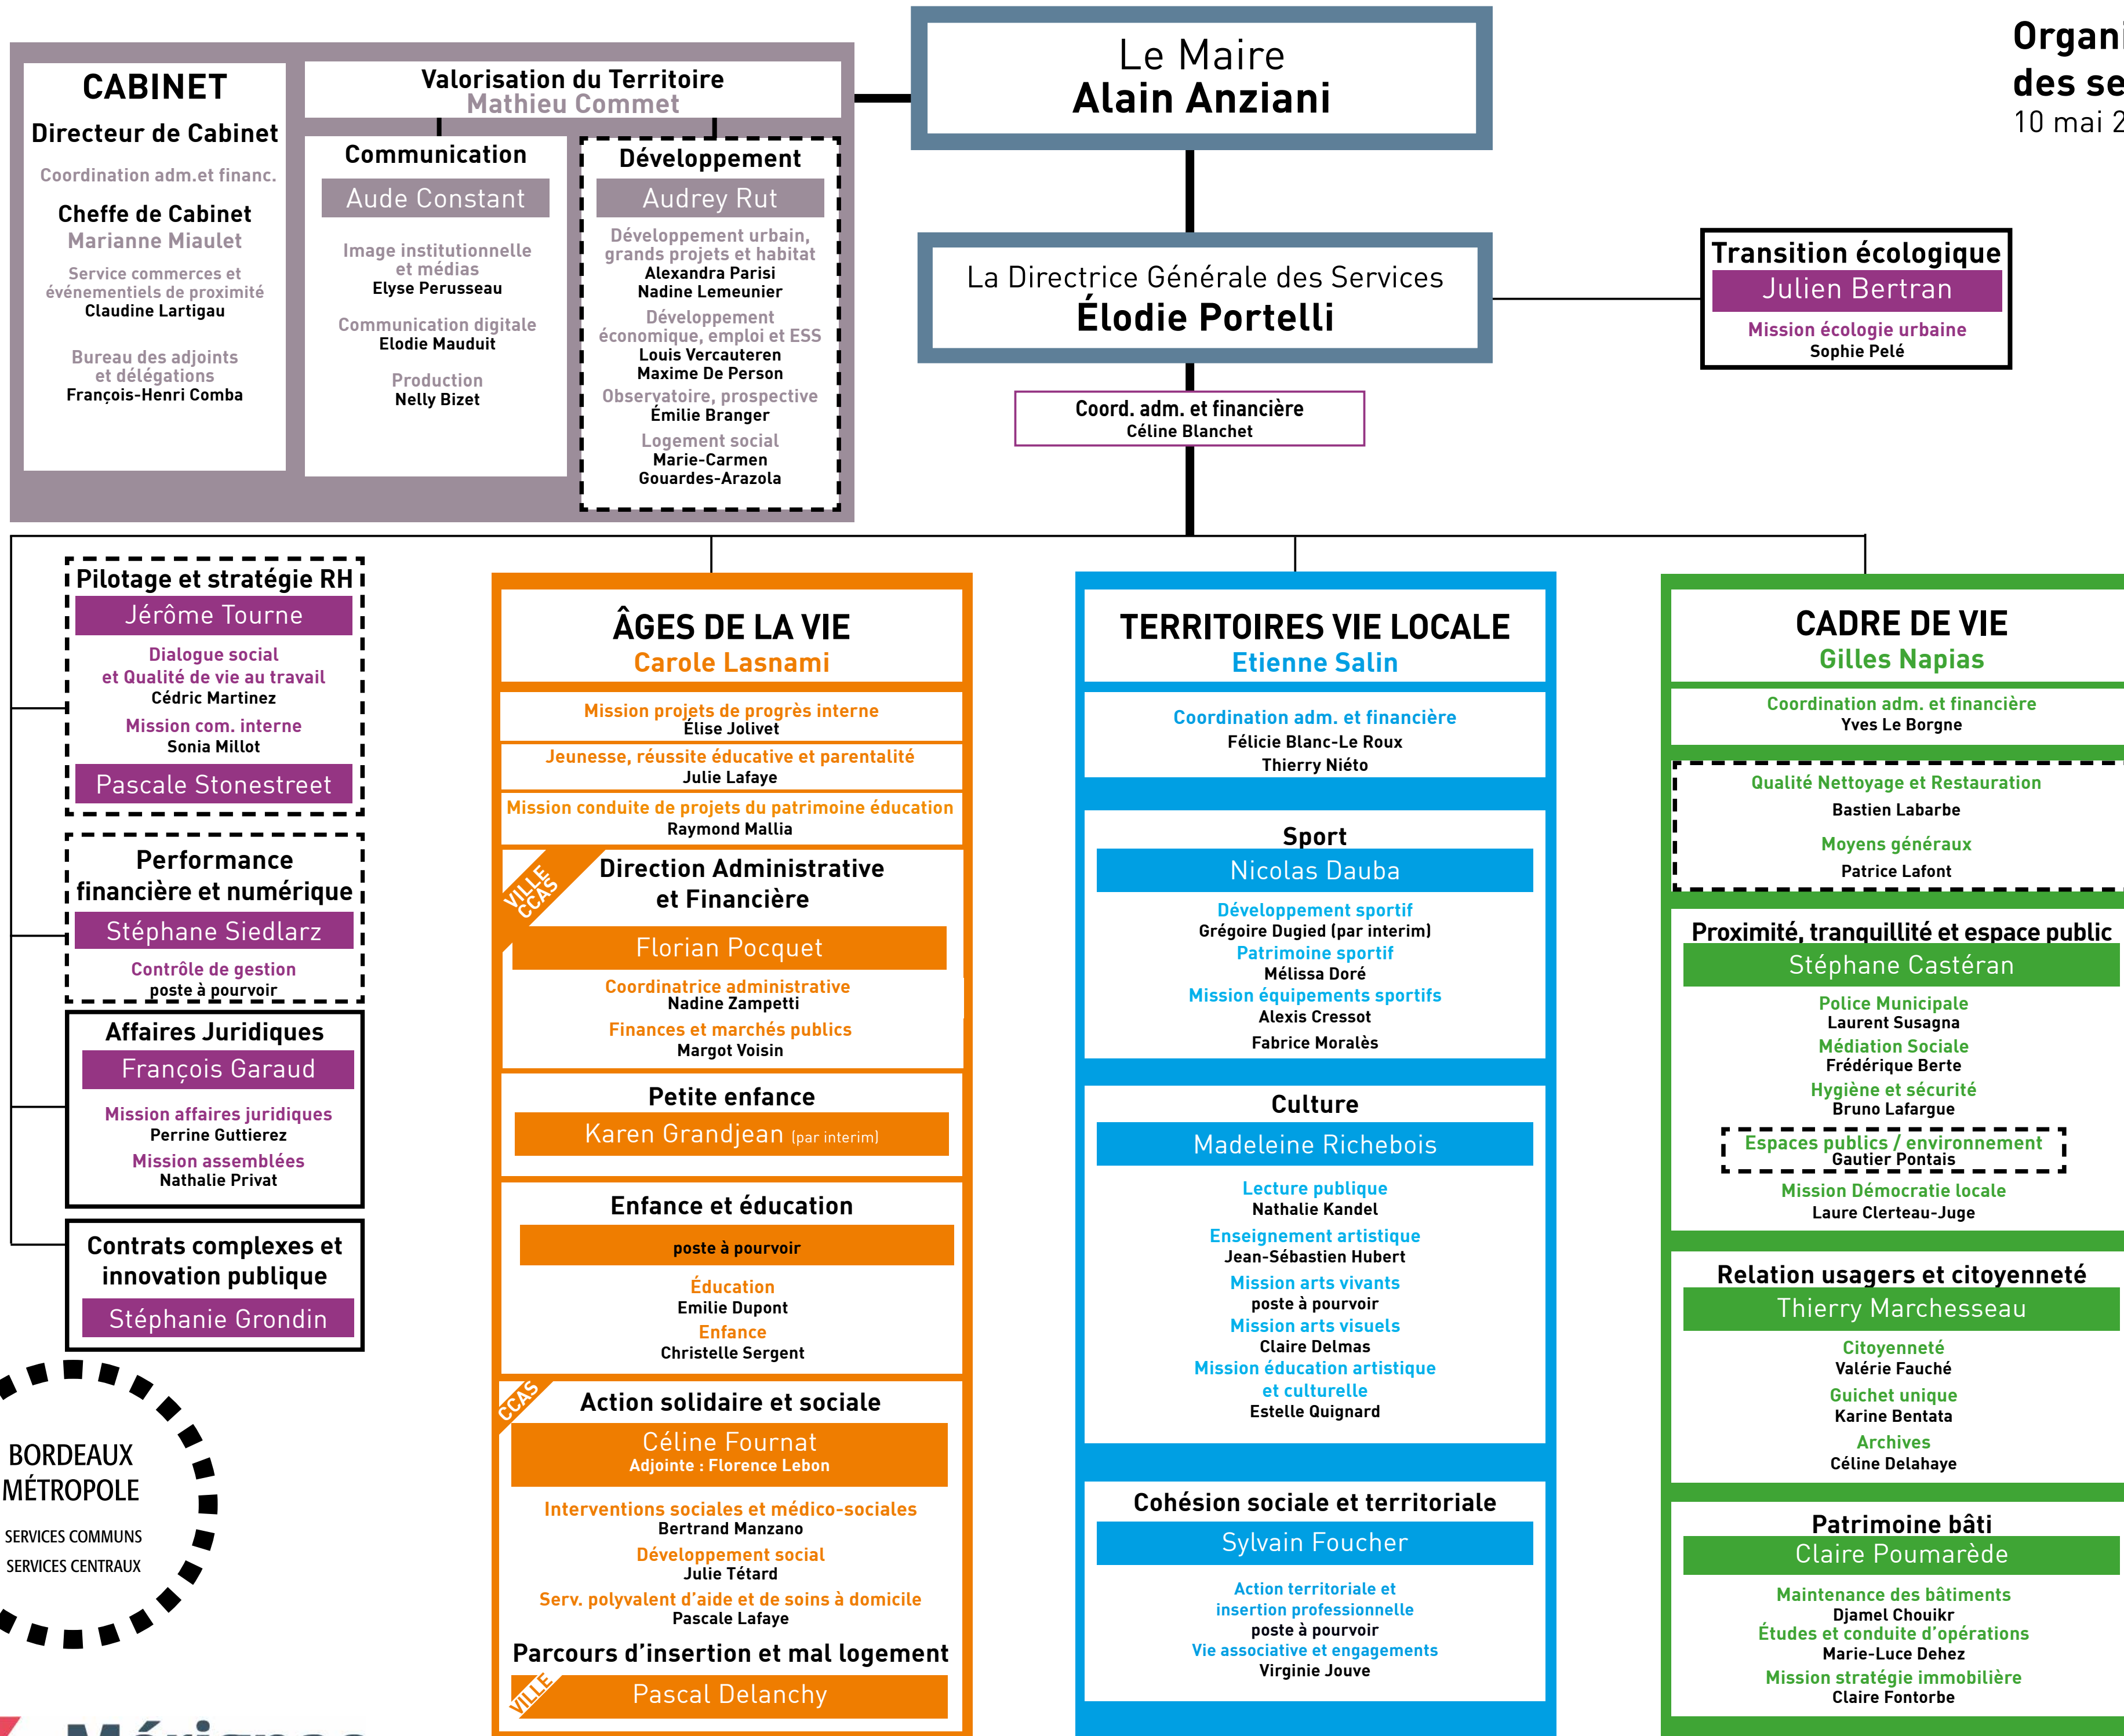 CABINET
Directeur de Cabinet
Coordination adm.et financ.
Cheffe de Cabinet
Marianne Miaulet
Service commerces et
événementiels de proximité
Claudine Lartigau
Bureau des adjoints
et délégations
François-Henri Comba
Valorisation du Territoire
Mathieu Commet
Communication
Aude Constant
Image institutionnelle
et médias
Elyse Perusseau
Communication digitale
Elodie Mauduit
Production
Nelly Bizet
Développement
Audrey Rut
Développement urbain,
grands projets et habitat
Alexandra Parisi
Nadine Lemeunier
Développement
économique, emploi et ESS
Louis Vercauteren
Maxime De Person
Observatoire, prospective
Émilie Branger
Logement social
Marie-Carmen
Gouardes-Arazola
Le Maire
Alain Anziani
La Directrice Générale des Services
Élodie Portelli
Coord. adm. et financière
Céline Blanchet
Organi
des se
10 mai 2
Transition écologique
Julien Bertran
Mission écologie urbaine
Sophie Pelé
Pilotage et stratégie RH
Jérôme Tourne
Dialogue social
et Qualité de vie au travail
Cédric Martinez
Mission com. interne
Sonia Millot
Pascale Stonestreet
Performance
financière et numérique
Stéphane Siedlarz
Contrôle de gestion
poste à pourvoir
Affaires Juridiques
François Garaud
Mission affaires juridiques
Perrine Guttierez
Mission assemblées
Nathalie Privat
Contrats complexes et
innovation publique
Stéphanie Grondin
BORDEAUX
MÉTROPOLE
SERVICES COMMUNS
SERVICES CENTRAUX
Mérignac
ÂGES DE LA VIE
Carole Lasnami
Mission projets de progrès interne
Élise Jolivet
Jeunesse, réussite éducative et parentalité
Julie Lafaye
Mission conduite de projets du patrimoine éducation
Raymond Mallia
VILLE
CCAS
Direction Administrative
et Financière
Florian Pocquet
Coordinatrice administrative
Nadine Zampetti
Finances et marchés publics
Margot Voisin
Petite enfance
Karen Grandjean (par interim)
Enfance et éducation
poste à pourvoir
Éducation
Emilie Dupont
Enfance
Christelle Sergent
CCAS
Action solidaire et sociale
Céline Fournat
Adjointe : Florence Lebon
Interventions sociales et médico-sociales
Bertrand Manzano
Développement social
Julie Tétard
Serv. polyvalent d'aide et de soins à domicile
Pascale Lafaye
Parcours d'insertion et mal logement
VILLE
Pascal Delanchy
TERRITOIRES VIE LOCALE
Etienne Salin
Coordination adm. et financière
Félicie Blanc-Le Roux
Thierry Niéto
Sport
Nicolas Dauba
Développement sportif
Grégoire Dugied (par interim)
Patrimoine sportif
Mélissa Doré
Mission équipements sportifs
Alexis Cressot
Fabrice Moralès
Culture
Madeleine Richebois
Lecture publique
Nathalie Kandel
Enseignement artistique
Jean-Sébastien Hubert
Mission arts vivants
poste à pourvoir
Mission arts visuels
Claire Delmas
Mission éducation artistique
et culturelle
Estelle Quignard
Cohésion sociale et territoriale
Sylvain Foucher
Action territoriale et
insertion professionnelle
poste à pourvoir
Vie associative et engagements
Virginie Jouve
CADRE DE VIE
Gilles Napias
Coordination adm. et financière
Yves Le Borgne
Qualité Nettoyage et Restauration
Bastien Labarbe
Moyens généraux
Patrice Lafont
Proximité, tranquillité et espace public
Stéphane Castéran
Police Municipale
Laurent Susagna
Médiation Sociale
Frédérique Berte
Hygiène et sécurité
Bruno Lafargue
Espaces publics / environnement
Gautier Pontais
Mission Démocratie locale
Laure Clerteau-Juge
Relation usagers et citoyenneté
Thierry Marchesseau
Citoyenneté
Valérie Fauché
Guichet unique
Karine Bentata
Archives
Céline Delahaye
Patrimoine bâti
Claire Poumarède
Maintenance des bâtiments
Djamel Chouikr
Études et conduite d'opérations
Marie-Luce Dehez
Mission stratégie immobilière
Claire Fontorbe